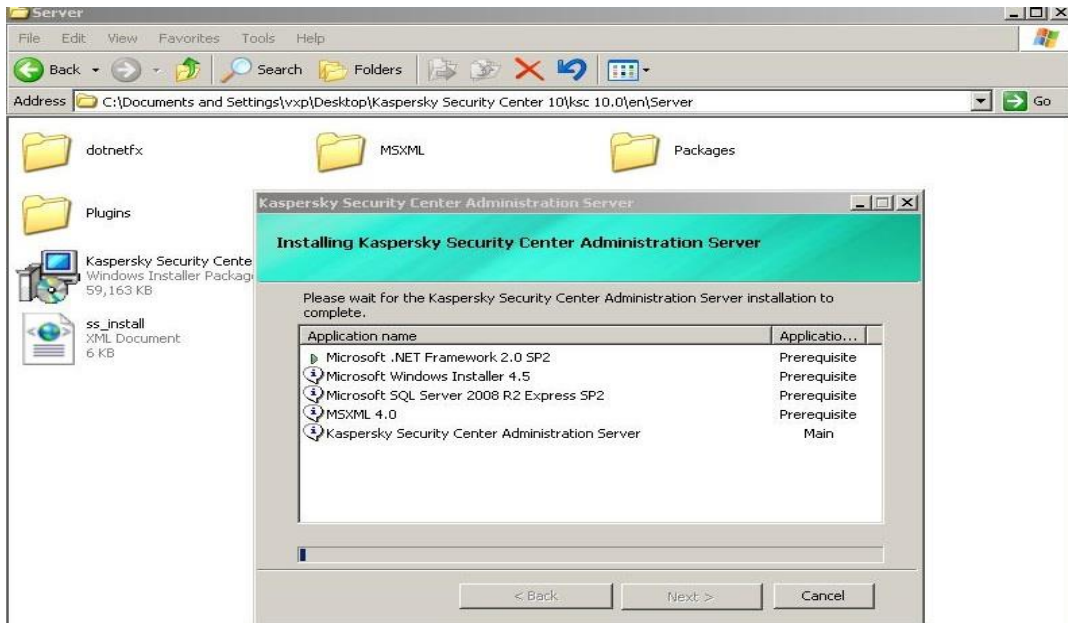 Server
File Edit View Favorites Tools Help
Back Search Folders
Address C:\Documents and Settings\vxp\Desktop\Kaspersky Security Center 10\ksc 10.0\en\Server Go
dotnetfx MSXML Packages
Plugins
Kaspersky Security Cente
Windows Installer Package
59,163 KB
ss_install
XML Document
6 KB
Kaspersky Security Center Administration Server
Installing Kaspersky Security Center Administration Server
Please wait for the Kaspersky Security Center Administration Server installation to
complete.
Application name Applicatio...
Microsoft .NET Framework 2.0 SP2 Prerequisite
Microsoft Windows Installer 4.5 Prerequisite
Microsoft SQL Server 2008 R2 Express SP2 Prerequisite
MSXML 4.0 Prerequisite
Kaspersky Security Center Administration Server Main
< Back Next > Cancel